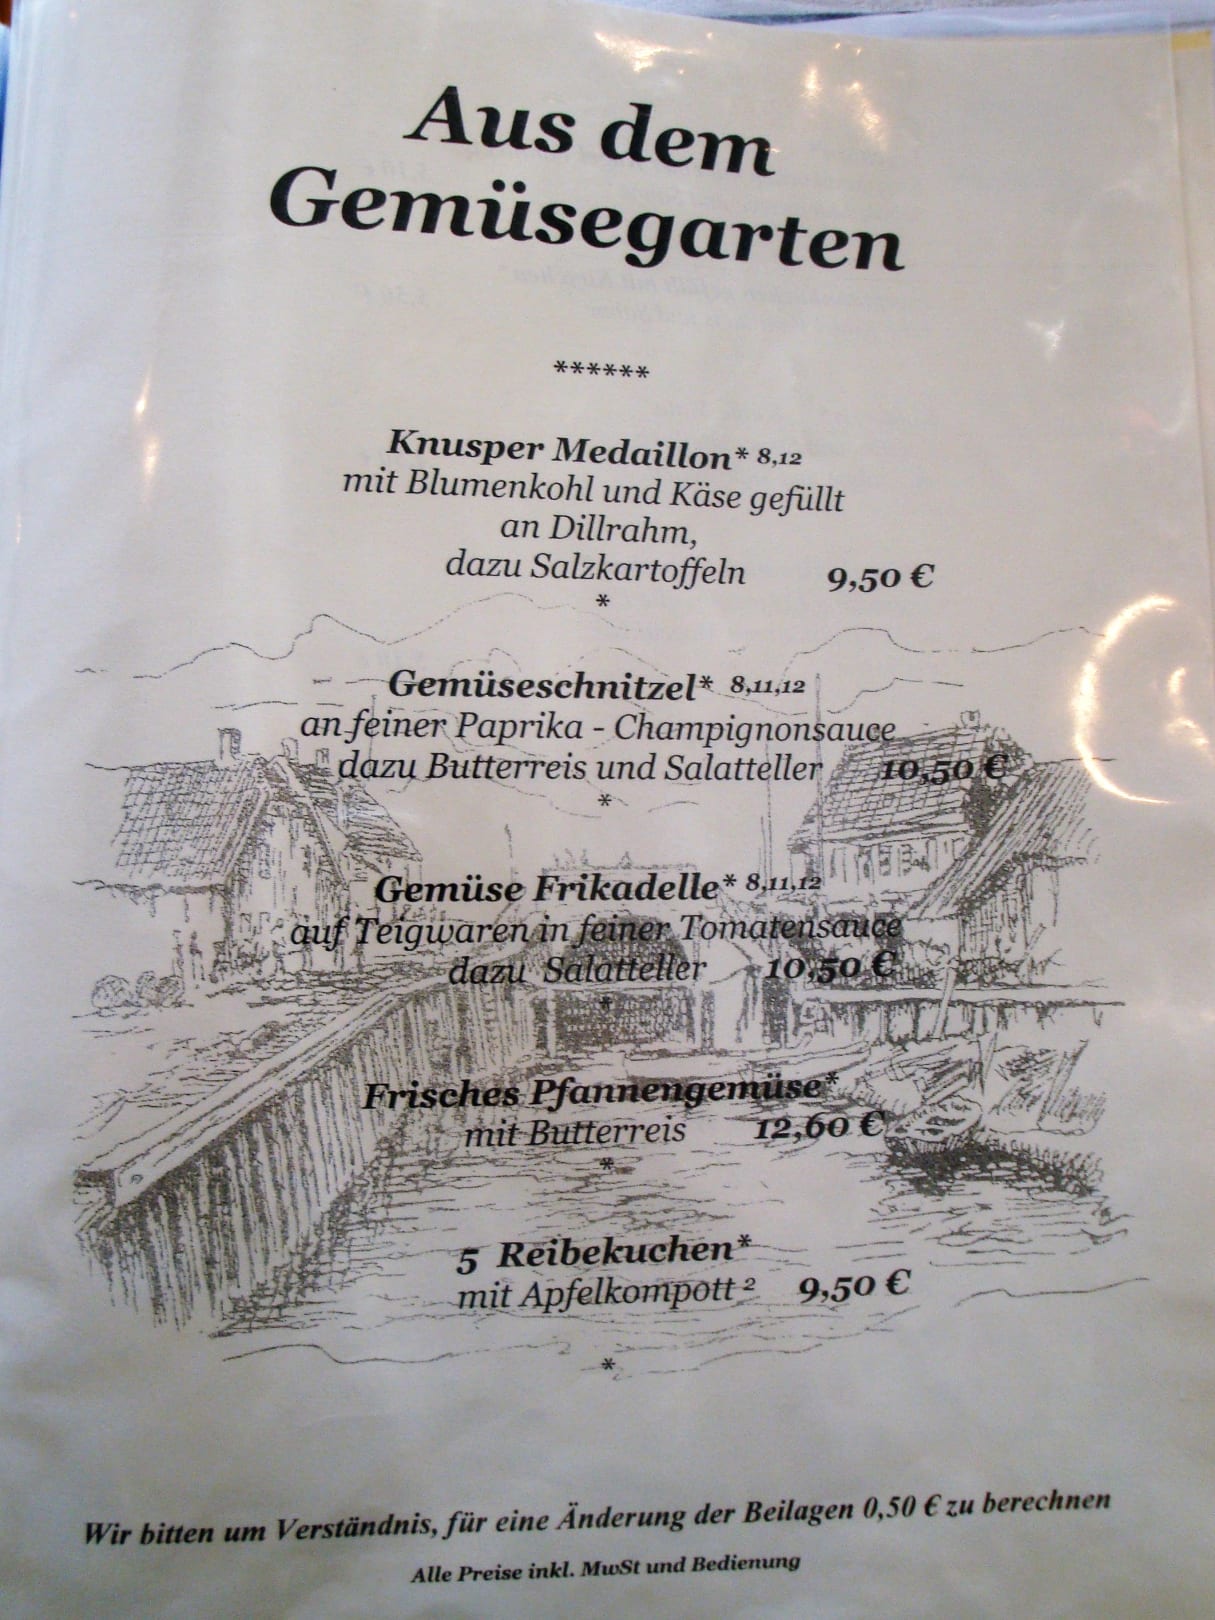 Aus dem
Gemüsegarten
******
Knusper Medaillon* 8,12
mit Blumenkohl und Käse gefüllt
an Dillrahm,
dazu Salzkartoffeln 9,50 €
*
Gemüseschnitzel* 8,11,12
an feiner Paprika - Champignonsauce
dazu Butterreis und Salatteller 10,50 €
*
Gemüse Frikadelle* 8,11,12
auf Teigwaren in feiner Tomatensauce
dazu Salatteller 10,50 €
*
Frisches Pfannengemüse*
mit Butterreis 12,60 €
*
5 Reibekuchen*
mit Apfelkompott 2 9,50 €
*
Wir bitten um Verständnis, für eine Änderung der Beilagen 0,50 € zu berechnen
Alle Preise inkl. MwSt und Bedienung